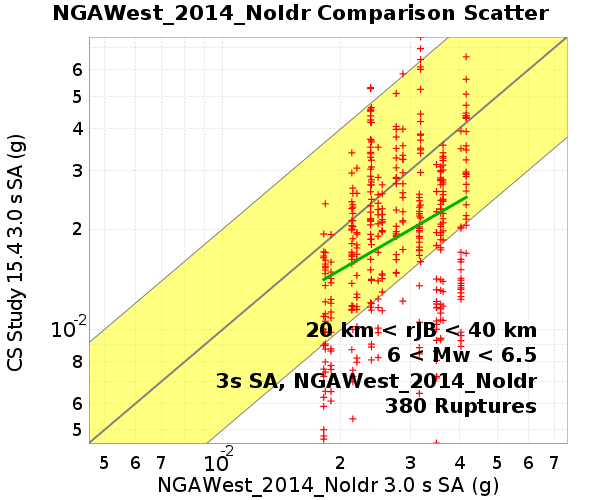 NGAWest_2014_NoIdr Comparison Scatter
CS Study 15.4 3.0 s SA (g)
6
5
4
3
2
10-2
8
7
6
5
20 km < rJB < 40 km
6 < Mw < 6.5
3s SA, NGAWest_2014_NoIdr
380 Ruptures
5 6 7 10-2 2 3 4 5 6 7
NGAWest_2014_NoIdr 3.0 s SA (g)